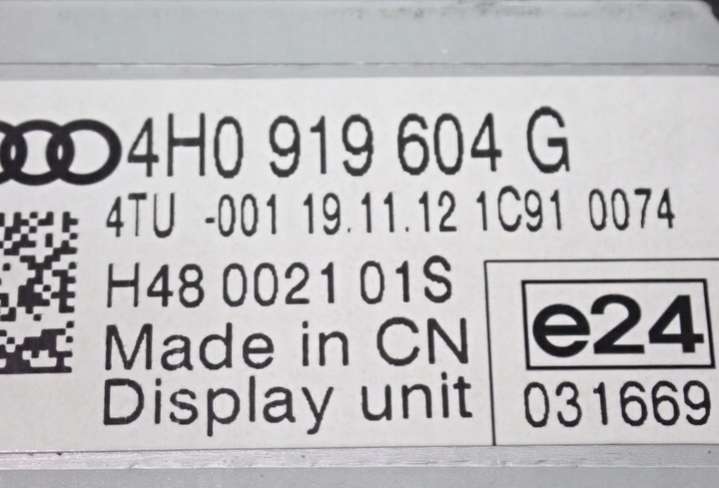 4H0 919 604 G
4TU -001 19.11.12 1C91 0074
H48 0021 01S
Made in CN
Display unit
e24
031669